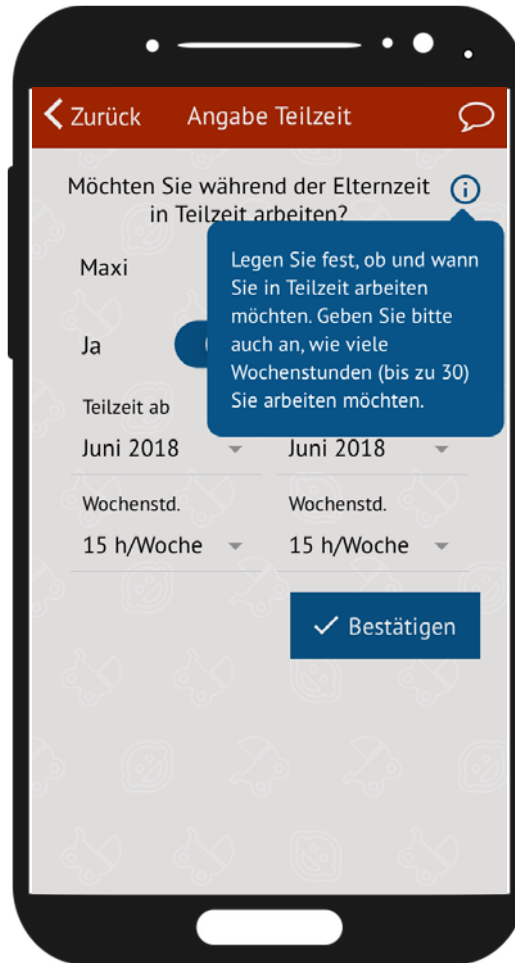 Zurück
Angabe Teilzeit
Möchten Sie während der Elternzeit
in Teilzeit arbeiten?
Maxi
Legen Sie fest, ob und wann
Sie in Teilzeit arbeiten
möchten. Geben Sie bitte
auch an, wie viele
Wochenstunden (bis zu 30)
Sie arbeiten möchten.
Ja
Teilzeit ab
Juni 2018
Juni 2018
Wochenstd.
Wochenstd.
15 h/Woche
15 h/Woche
Bestätigen